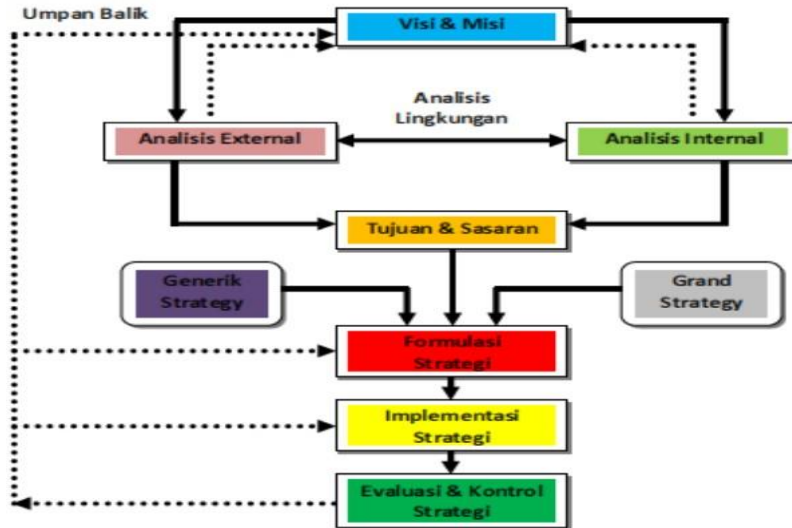 Umpan Balik
Visi & Misi
Analisis
Lingkungan
Analisis External
Analisis Internal
Tujuan & Sasaran
Generik
Strategy
Grand
Strategy
Formulasi
Strategi
Implementasi
Strategi
Evaluasi & Kontrol
Strategi